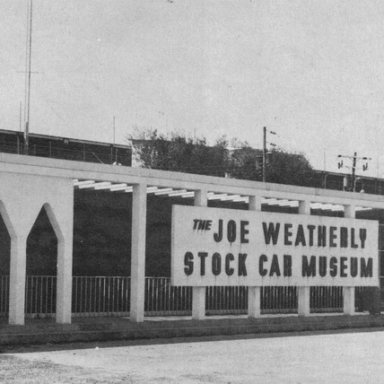 THE JOE WEATHERLY
STOCK CAR MUSEUM